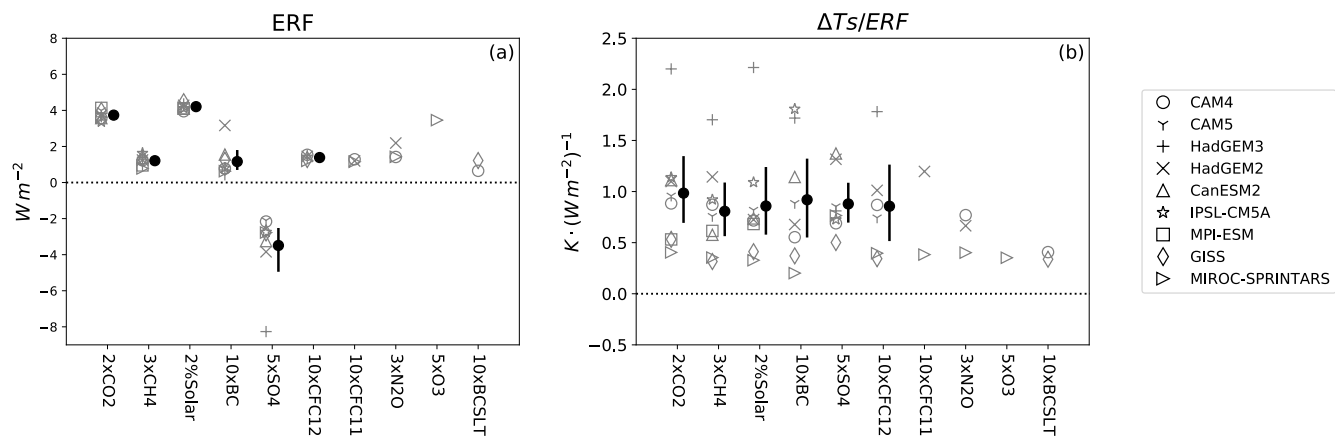 ERF
(a)
W m⁻²
8
6
4
2
0
−2
−4
−6
−8
2xCO2
3xCH4
2%Solar
10xBC
5xSO4
10xCFC12
10xCFC11
3xN2O
5xO3
10xBCSLT
ΔTs/ERF
(b)
K · (W m⁻²)⁻¹
2.5
2.0
1.5
1.0
0.5
0.0
−0.5
2xCO2
3xCH4
2%Solar
10xBC
5xSO4
10xCFC12
10xCFC11
3xN2O
5xO3
10xBCSLT
CAM4
CAM5
HadGEM3
HadGEM2
CanESM2
IPSL-CM5A
MPI-ESM
GISS
MIROC-SPRINTARS